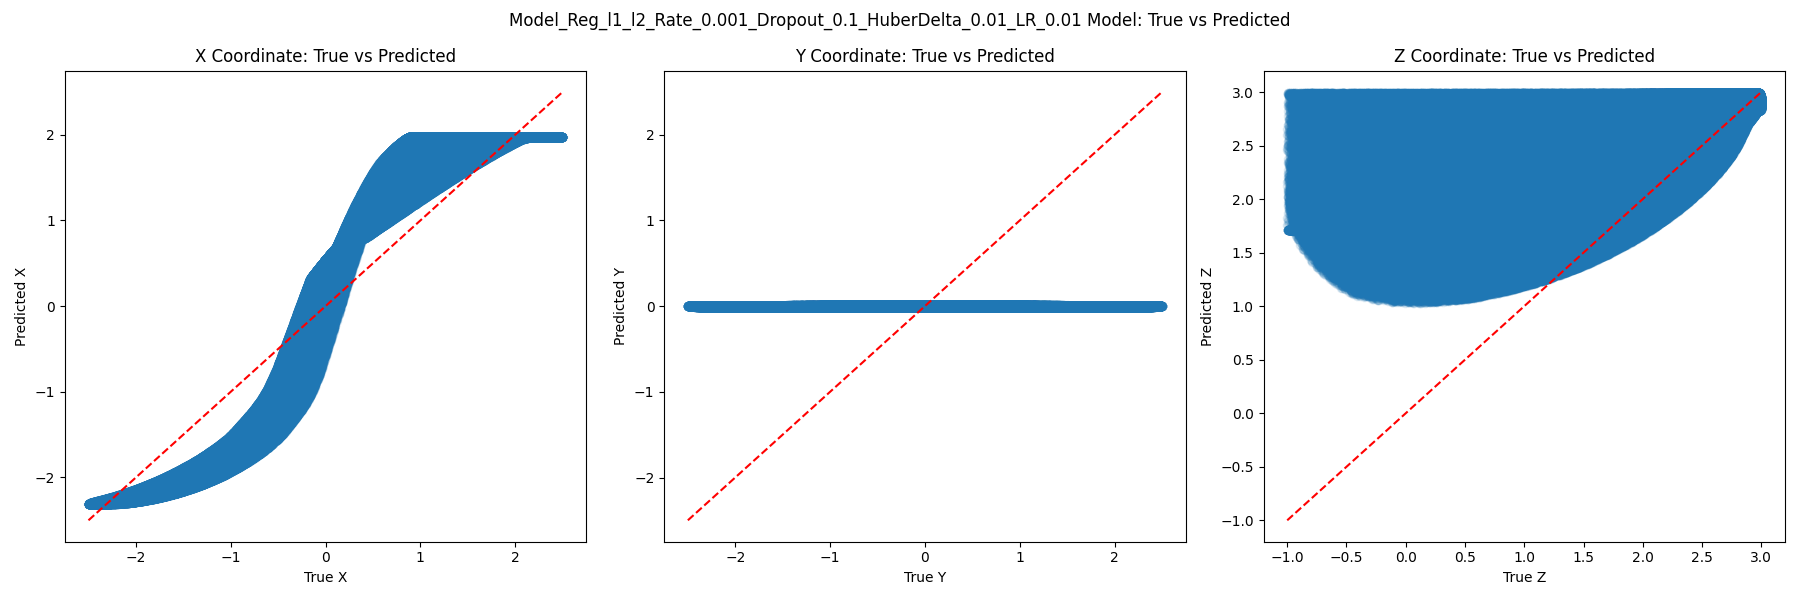 Model_Reg_l1_l2_Rate_0.001_Dropout_0.1_HuberDelta_0.01_LR_0.01 Model: True vs Predicted
X Coordinate: True vs Predicted
Predicted X
2
1
0
−1
−2
−2 −1 0 1 2
True X
Y Coordinate: True vs Predicted
Predicted Y
2
1
0
−1
−2
−2 −1 0 1 2
True Y
Z Coordinate: True vs Predicted
Predicted Z
3.0
2.5
2.0
1.5
1.0
0.5
0.0
−0.5
−1.0
−1.0 −0.5 0.0 0.5 1.0 1.5 2.0 2.5 3.0
True Z